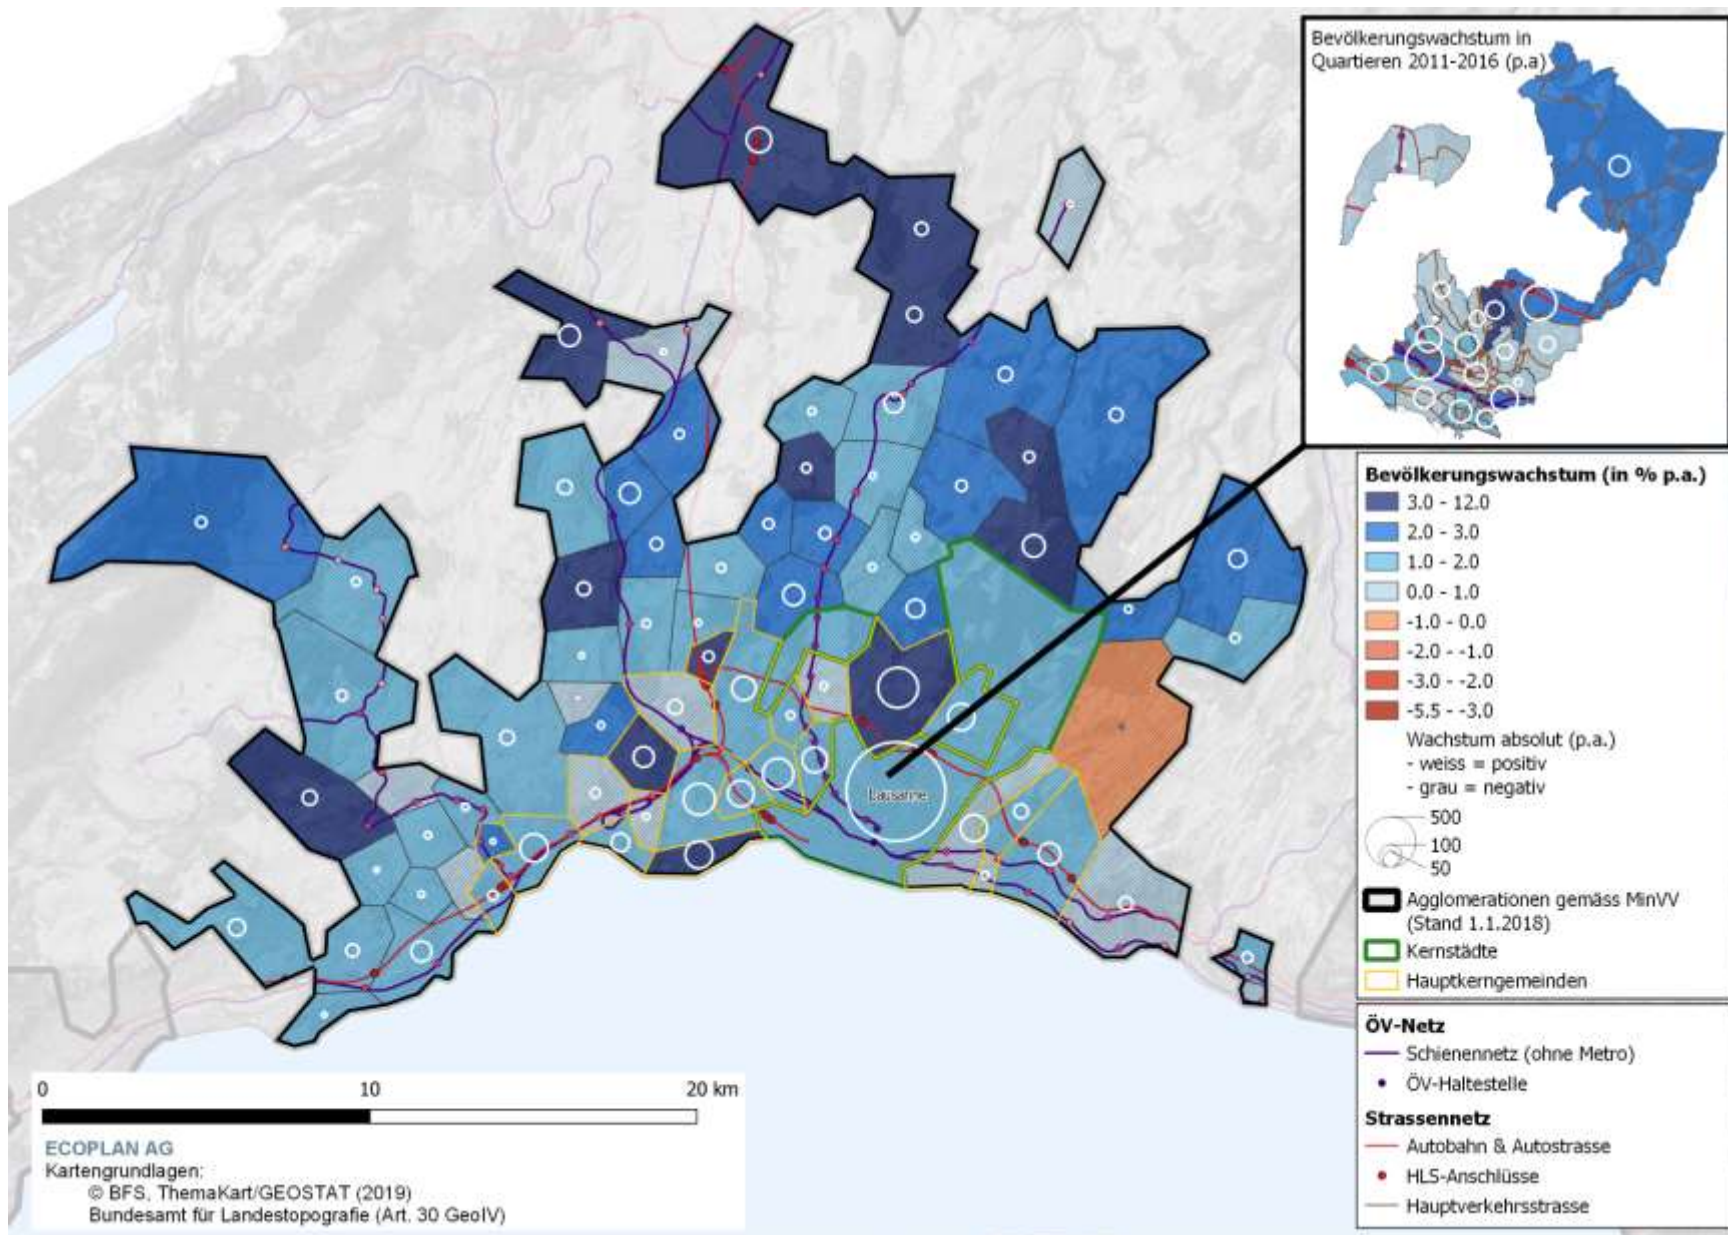 Bevölkerungswachstum in
Quartieren 2011-2016 (p.a)
Lausanne
Bevölkerungswachstum (in % p.a.)
3.0 - 12.0
2.0 - 3.0
1.0 - 2.0
0.0 - 1.0
-1.0 - 0.0
-2.0 - -1.0
-3.0 - -2.0
-5.5 - -3.0
Wachstum absolut (p.a.)
- weiss = positiv
- grau = negativ
500
100
50
Agglomerationen gemäss MinVV
(Stand 1.1.2018)
Kernstädte
Hauptkerngemeinden
ÖV-Netz
Schienennetz (ohne Metro)
ÖV-Haltestelle
Strassennetz
Autobahn & Autostrasse
HLS-Anschlüsse
Hauptverkehrsstrasse
0 10 20 km
ECOPLAN AG
Kartengrundlagen:
© BFS, ThemaKart/GEOSTAT (2019)
Bundesamt für Landestopografie (Art. 30 GeoIV)